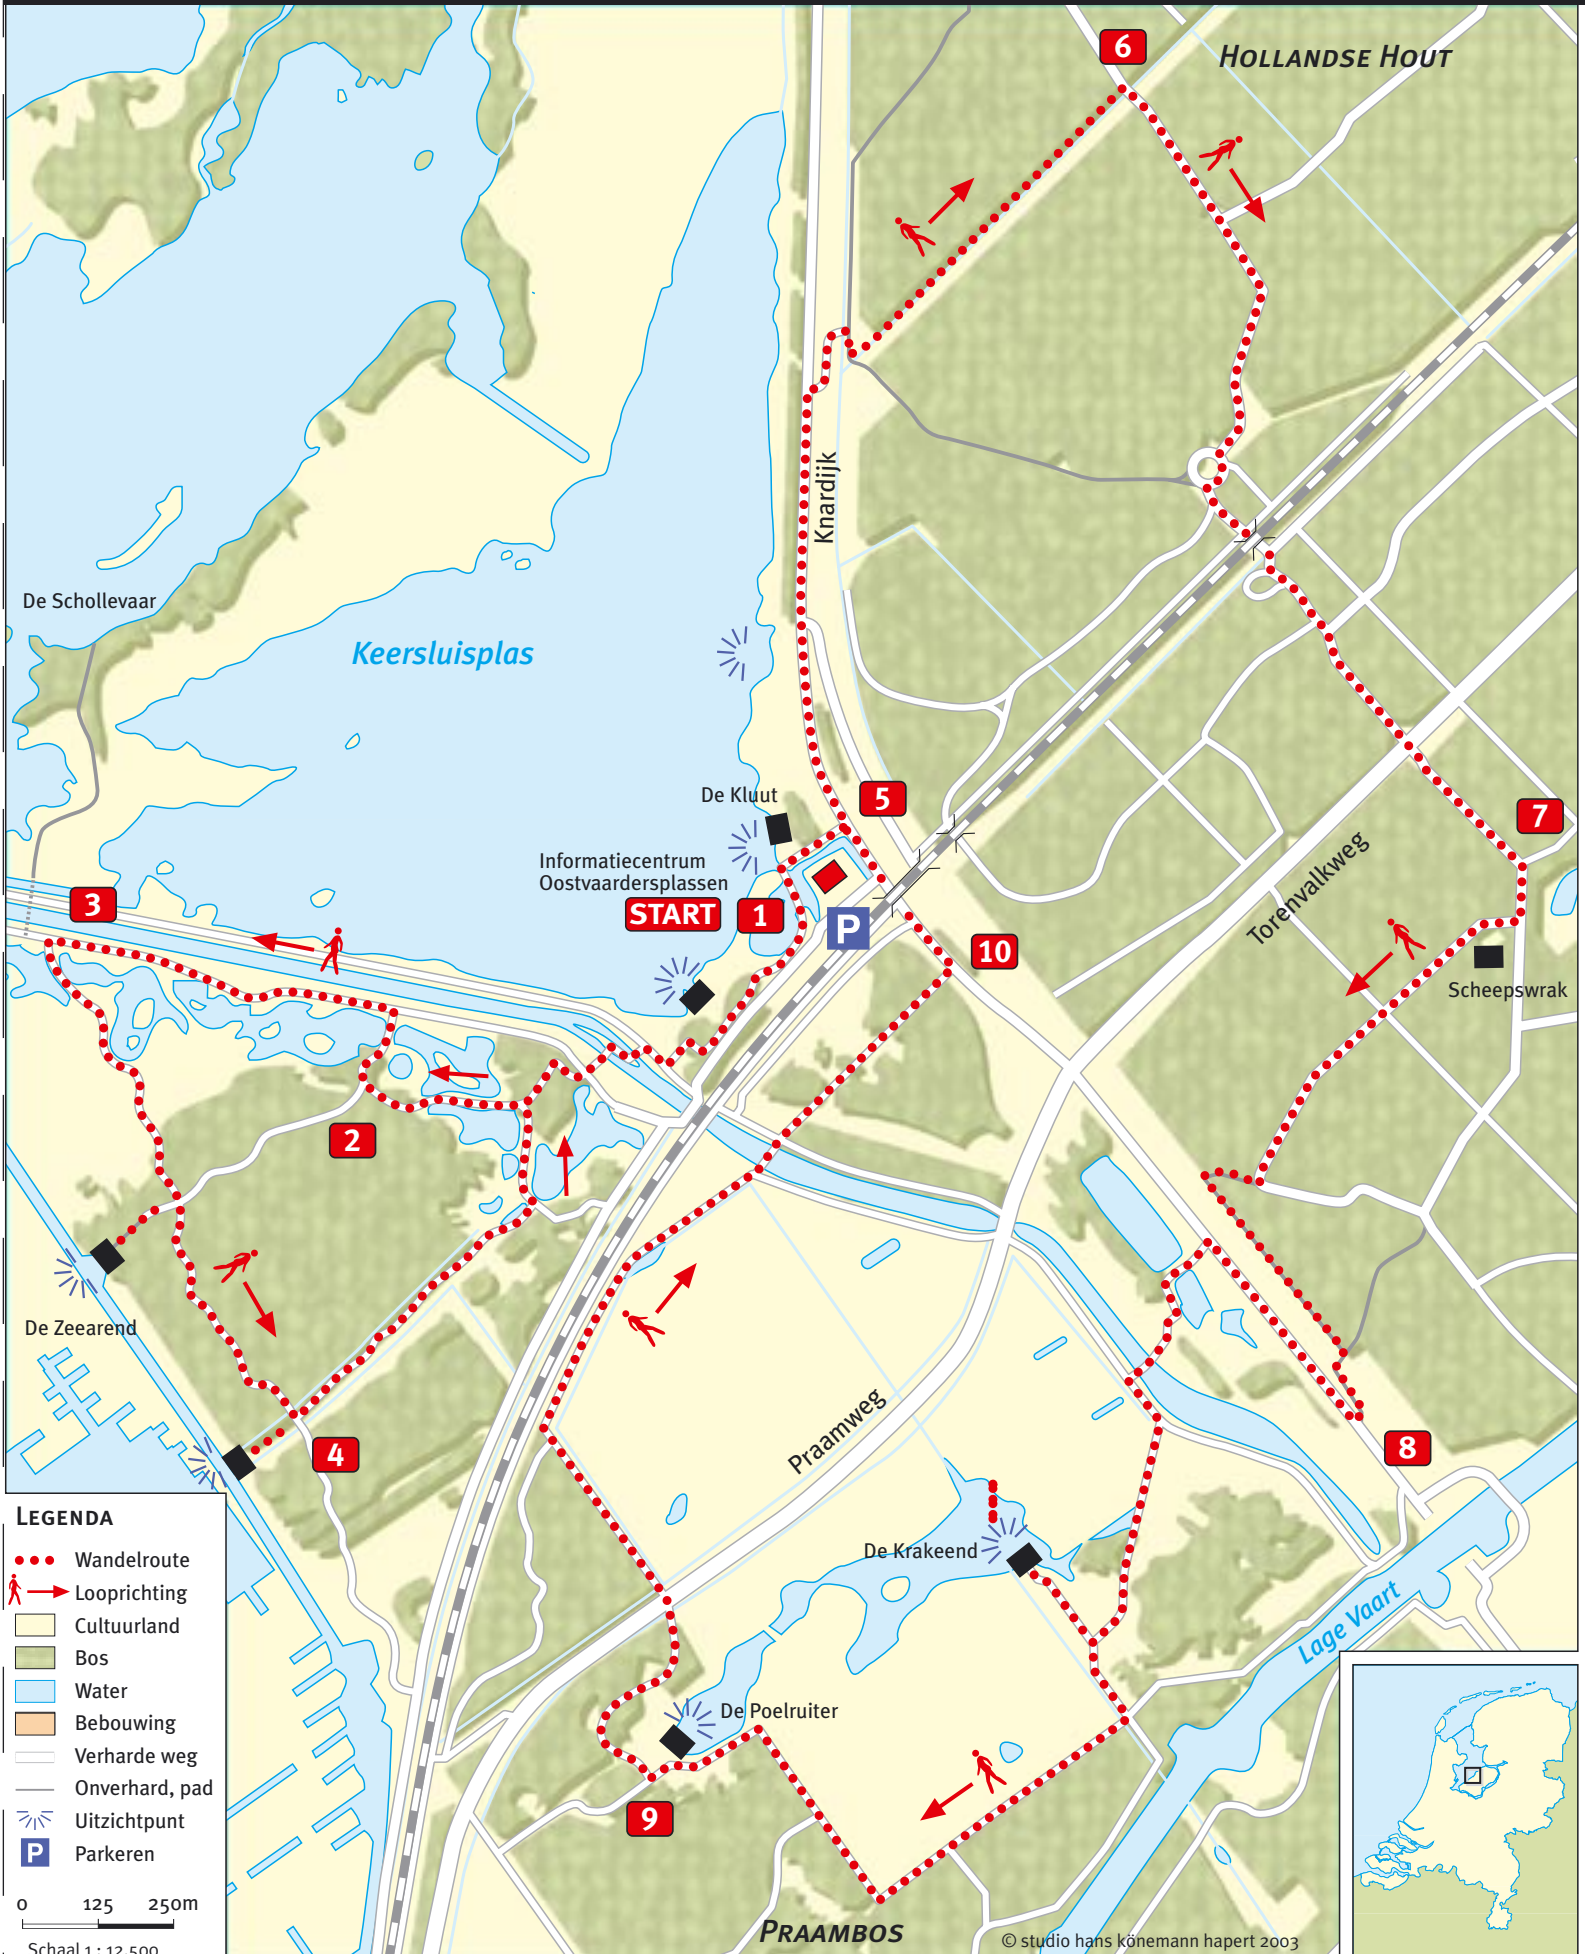 6
HOLLANDSE HOUT
Knardijk
De Schollevaar
Keersluisplas
De Kluut
5
7
Informatiecentrum
Oostvaardersplassen
START
1
P
3
10
Torenvalkweg
Scheepswrak
2
De Zeearend
4
Praamweg
8
De Krakeend
Lage Vaart
De Poelruiter
9
PRAAMBOS
LEGENDA
Wandelroute
Looprichting
Cultuurland
Bos
Water
Bebouwing
Verharde weg
Onverhard, pad
Uitzichtpunt
P Parkeren
0 125 250m
Schaal 1 : 12.500
© studio hans könemann hapert 2003